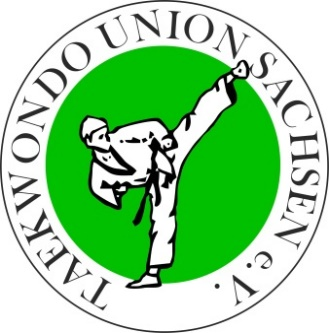 TAEKWONDO UNION SACHSEN e.V.